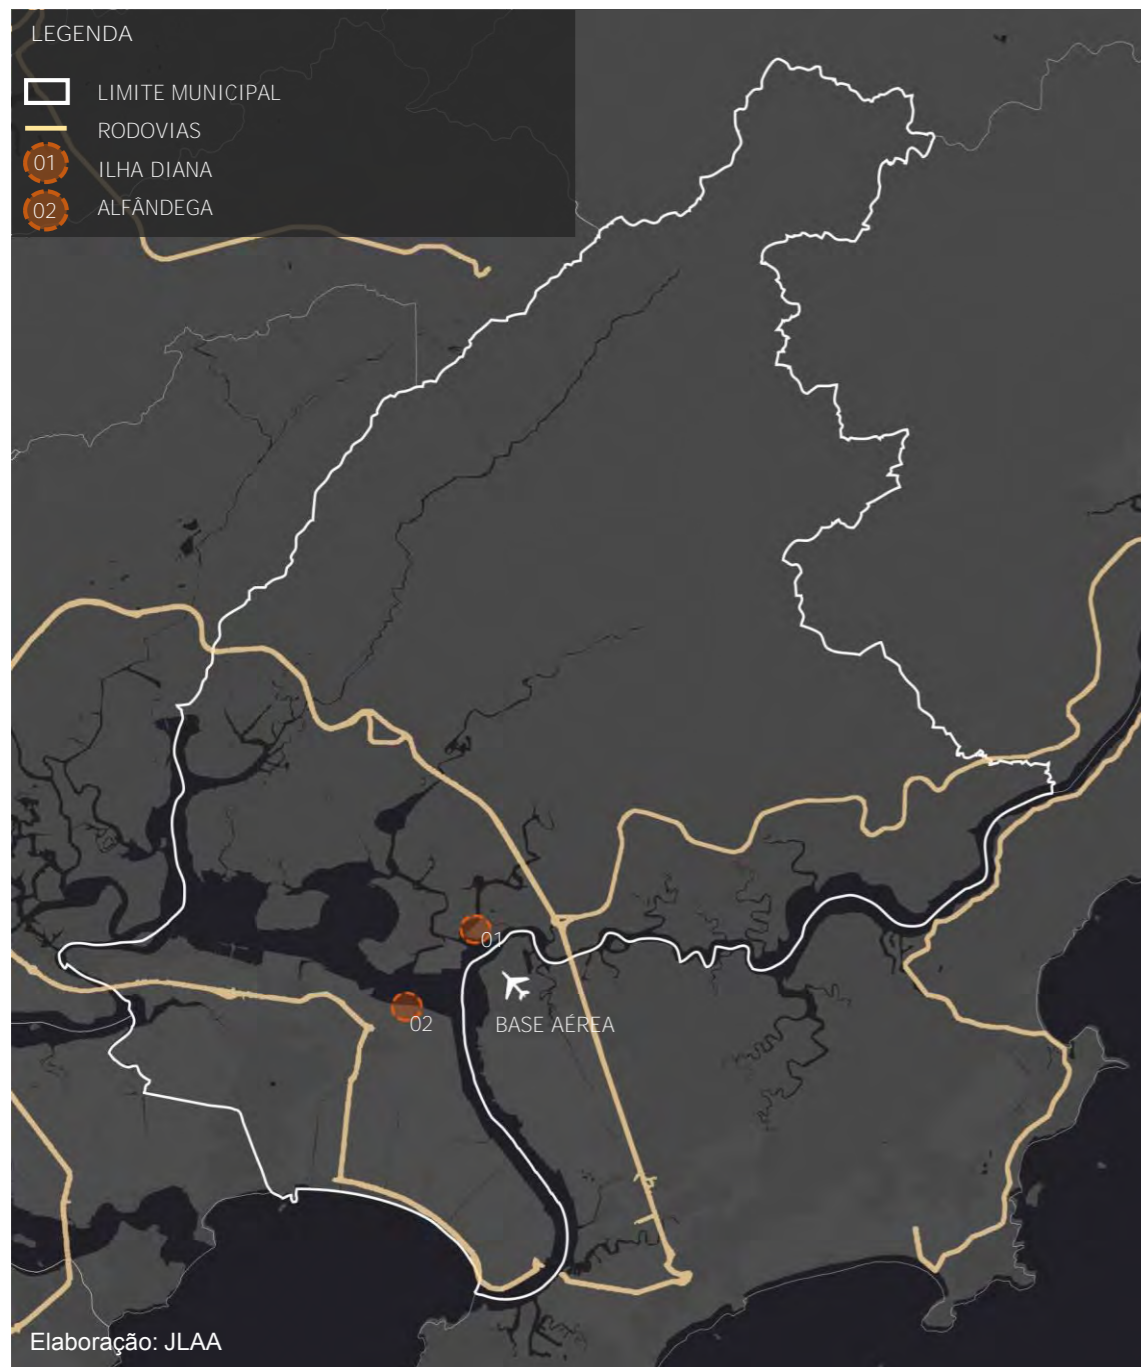 LEGENDA
LIMITE MUNICIPAL
RODOVIAS
01 ILHA DIANA
02 ALFÂNDEGA
01
02
BASE AÉREA
Elaboração: JLAA